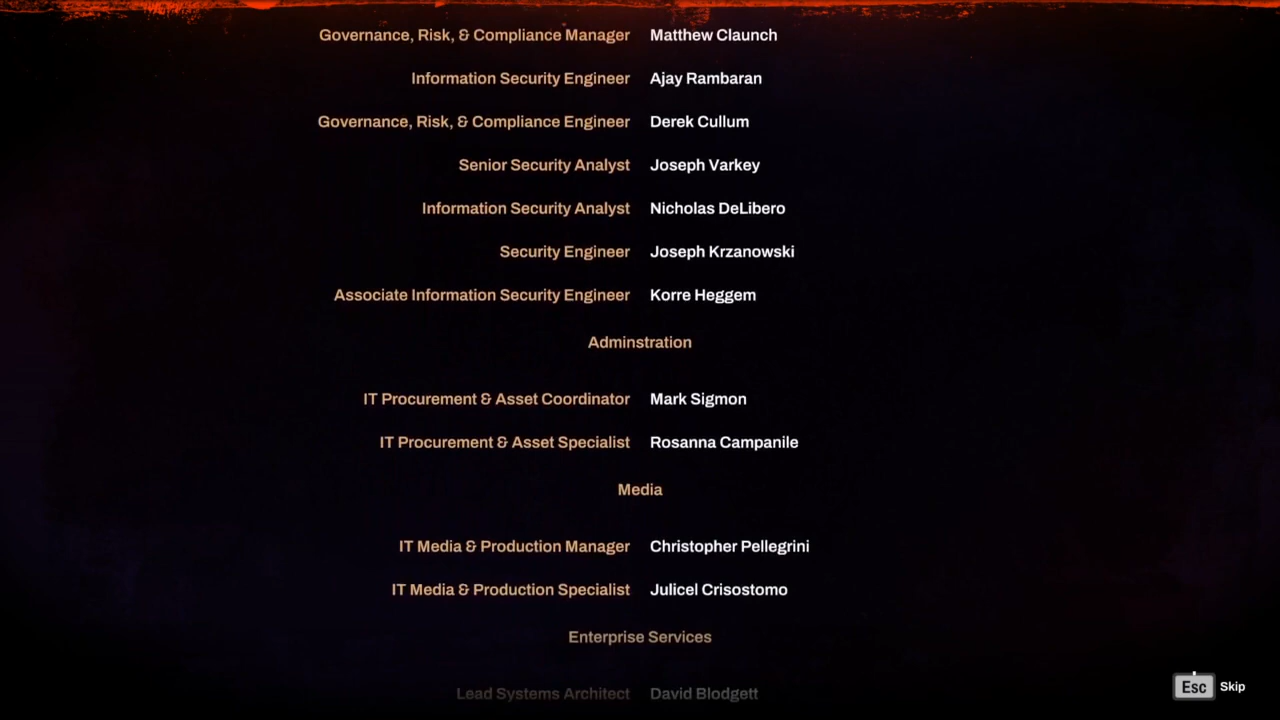 Governance, Risk, & Compliance Manager Matthew Claunch
Information Security Engineer Ajay Rambaran
Governance, Risk, & Compliance Engineer Derek Cullum
Senior Security Analyst Joseph Varkey
Information Security Analyst Nicholas DeLibero
Security Engineer Joseph Krzanowski
Associate Information Security Engineer Korre Heggem
Adminstration
IT Procurement & Asset Coordinator Mark Sigmon
IT Procurement & Asset Specialist Rosanna Campanile
Media
IT Media & Production Manager Christopher Pellegrini
IT Media & Production Specialist Julicel Crisostomo
Enterprise Services
Lead Systems Architect David Blodgett
Esc Skip